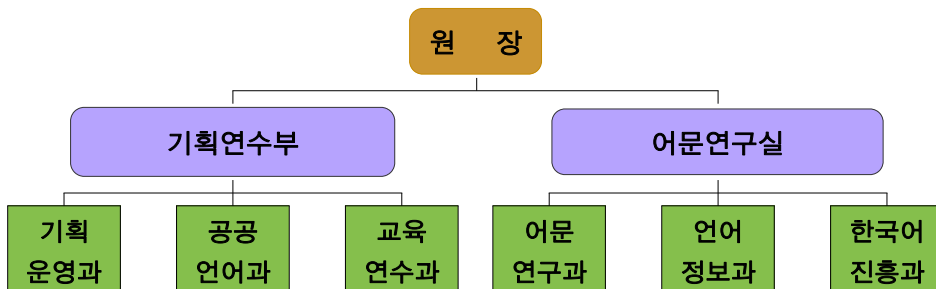 원 장
기획연수부
어문연구실
기획
운영과
공공
언어과
교육
연수과
어문
연구과
언어
정보과
한국어
진흥과